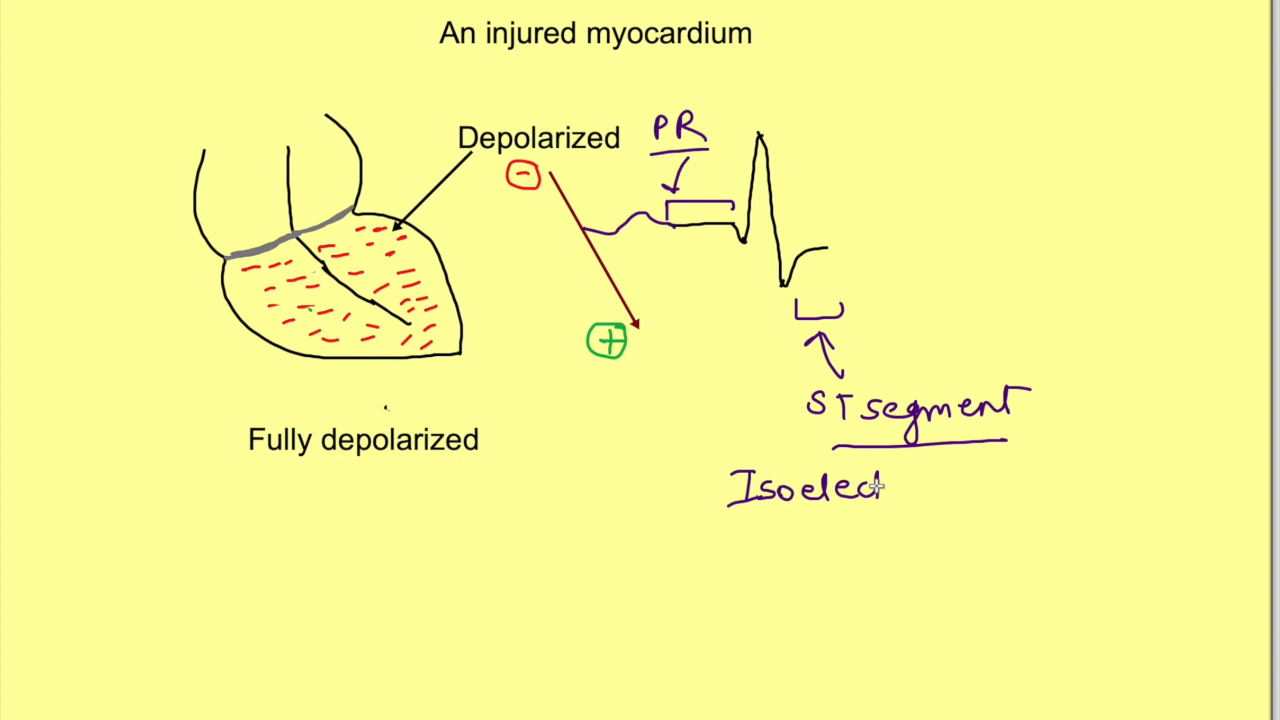 An injured myocardium
Depolarized
PR
-
+
ST segment
Fully depolarized
Isoelect